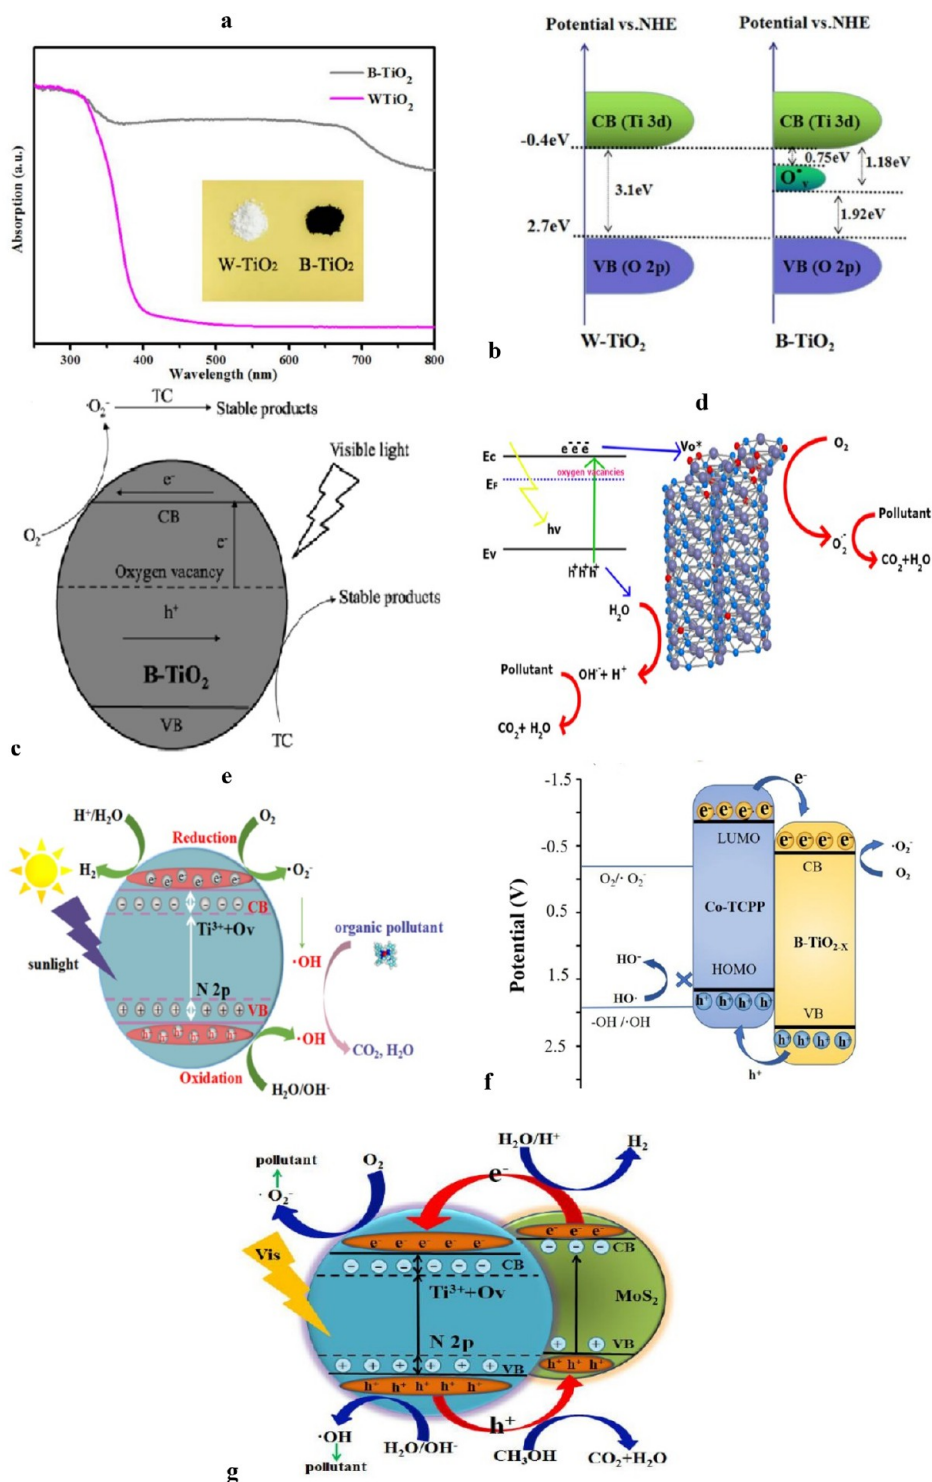 a
B-TiO2
WTiO2
Absorption (a.u.)
W-TiO2
B-TiO2
300
400
500
600
700
800
Wavelength (nm)
Potential vs.NHE
Potential vs.NHE
CB (Ti 3d)
CB (Ti 3d)
-0.4eV
0.75eV
1.18eV
3.1eV
1.92eV
2.7eV
VB (O 2p)
VB (O 2p)
b
W-TiO2
B-TiO2
·O2-
TC
Stable products
Visible light
e-
O2
CB
e-
Oxygen vacancy
Stable products
h+
B-TiO2
VB
TC
c
d
e e e
Vo*
O2
Ec
oxygen vacancies
EF
hv
Pollutant
O2·-
CO2+H2O
Ev
h+h+h+
H2O
Pollutant
OH·+ H+
CO2+ H2O
e
H+/H2O
O2
Reduction
H2
·O2-
CB
Ti3++Ov
organic pollutant
sunlight
·OH
N 2p
VB
·OH
CO2, H2O
Oxidation
H2O/OH-
-1.5
e-
e- e- e- e-
LUMO
-0.5
e- e- e- e-
·O2-
CB
O2
O2/·O2-
Potential (V)
0.5
Co-TCPP
B-TiO2-X
HO-
HOMO
1.5
h+ h+ h+ h+
HO·
VB
-OH /·OH
2.5
h+ h+ h+ h+
h+
f
pollutant
O2
H2O/H+
H2
e-
·O2-
Vis
e- e- e- e- e-
e- e- e-
CB
CB
Ti3++Ov
MoS2
N 2p
VB
VB
h+ h+ h+ h+ h+
h+ h+ h+
h+
·OH
H2O/OH-
CH3OH
CO2+H2O
pollutant
g